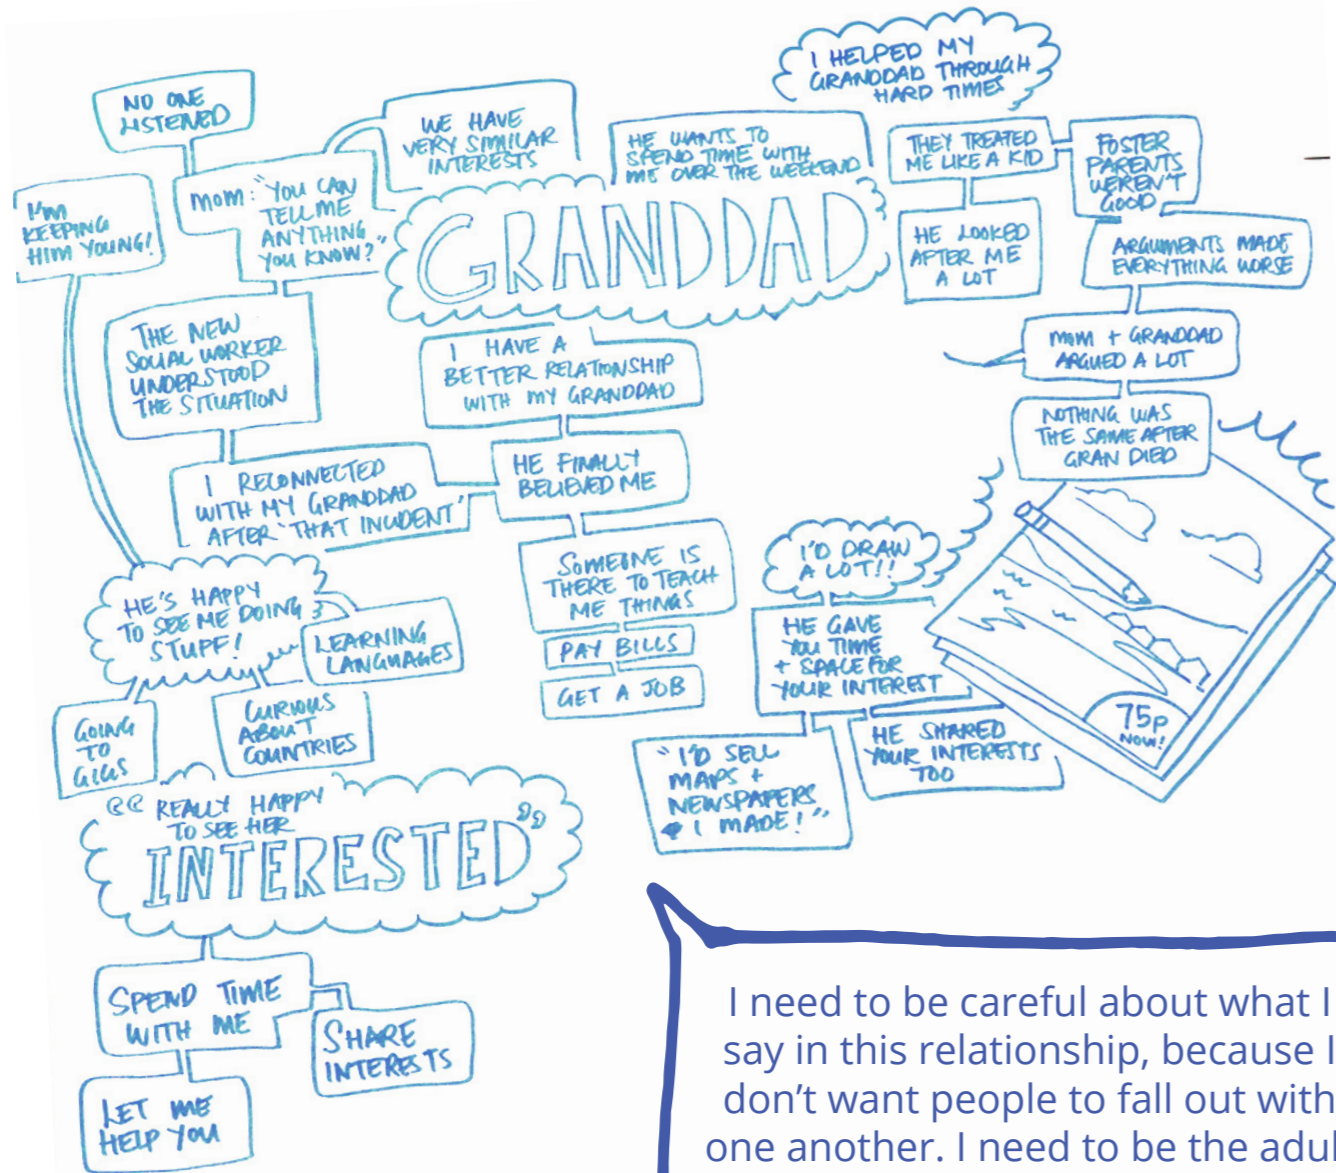 I HELPED MY
GRANDDAD THROUGH
HARD TIMES
NO ONE
LISTENED
WE HAVE
VERY SIMILAR
INTERESTS
HE WANTS TO
SPEND TIME WITH
ME OVER THE WEEKEND
THEY TREATED
ME LIKE A KID
FOSTER
PARENTS
WEREN'T
GOOD
I'M
KEEPING
HIM YOUNG!
MOM: "YOU CAN
TELL ME
ANYTHING
YOU KNOW?"
GRANDDAD
HE LOOKED
AFTER ME
A LOT
ARGUMENTS MADE
EVERYTHING WORSE
THE NEW
SOCIAL WORKER
UNDERSTOOD
THE SITUATION
I HAVE A
BETTER RELATIONSHIP
WITH MY GRANDDAD
MOM + GRANDDAD
ARGUED A LOT
NOTHING WAS
THE SAME AFTER
GRAN DIED
I RECONNECTED
WITH MY GRANDDAD
AFTER 'THAT INCIDENT'
HE FINALLY
BELIEVED ME
SOMEONE IS
THERE TO TEACH
ME THINGS
PAY BILLS
GET A JOB
I'D DRAW
A LOT!!
HE GAVE
YOU TIME
+ SPACE FOR
YOUR INTEREST
HE SHARED
YOUR INTERESTS
TOO
"I'D SELL
MAPS +
NEWSPAPERS
I MADE!"
75p
NOW!
HE'S HAPPY
TO SEE ME DOING
STUFF!
LEARNING
LANGUAGES
GOING
TO
GIGS
CURIOUS
ABOUT
COUNTRIES
"REALLY HAPPY
TO SEE HER
INTERESTED"
SPEND TIME
WITH ME
SHARE
INTERESTS
LET ME
HELP YOU
I need to be careful about what I
say in this relationship, because I
don't want people to fall out with
one another. I need to be the adul